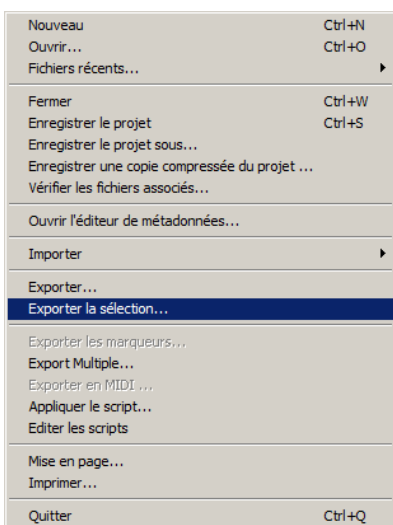 Nouveau Ctrl+N
Ouvrir... Ctrl+O
Fichiers récents...
Fermer Ctrl+W
Enregistrer le projet Ctrl+S
Enregistrer le projet sous...
Enregistrer une copie compressée du projet ...
Vérifier les fichiers associés...
Ouvrir l'éditeur de métadonnées...
Importer
Exporter...
Exporter la sélection...
Exporter les marqueurs...
Export Multiple...
Exporter en MIDI ...
Appliquer le script...
Editer les scripts
Mise en page...
Imprimer...
Quitter Ctrl+Q